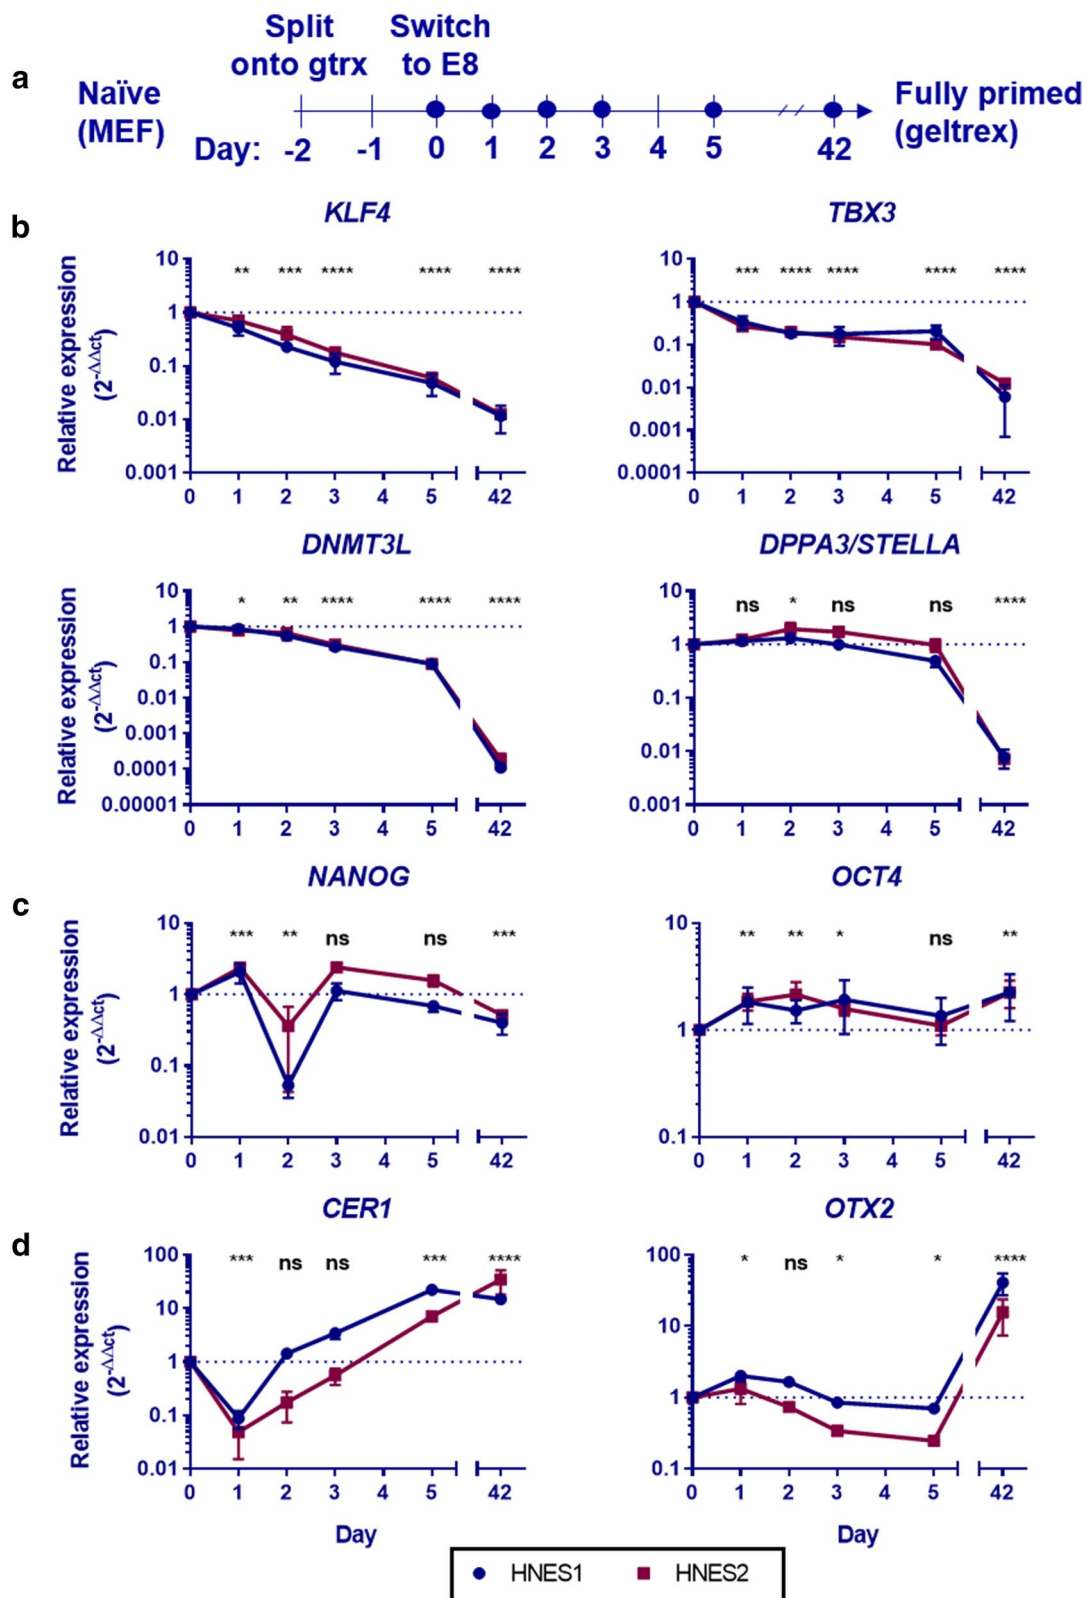 a
Split
onto gtrx
Switch
to E8
Naïve
(MEF)
Fully primed
(geltrex)
Day: -2 -1 0 1 2 3 4 5 42
b
KLF4
Relative expression
(2^-ΔΔct)
10
1
0.1
0.01
0.001
** *** **** **** ****
0 1 2 3 4 5 42
TBX3
10
1
0.1
0.01
0.001
0.0001
*** **** **** **** ****
0 1 2 3 4 5 42
DNMT3L
Relative expression
(2^-ΔΔct)
10
1
0.1
0.01
0.001
0.0001
0.00001
* ** **** **** ****
0 1 2 3 4 5 42
DPPA3/STELLA
10
1
0.1
0.01
0.001
ns * ns ns ****
0 1 2 3 4 5 42
c
NANOG
Relative expression
(2^-ΔΔct)
10
1
0.1
0.01
*** ** ns ns ***
0 1 2 3 4 5 42
OCT4
10
1
0.1
** ** * ns **
0 1 2 3 4 5 42
d
CER1
Relative expression
(2^-ΔΔct)
100
10
1
0.1
0.01
*** ns ns *** ****
0 1 2 3 4 5 42
Day
OTX2
100
10
1
0.1
* ns * * ****
0 1 2 3 4 5 42
Day
HNES1 HNES2